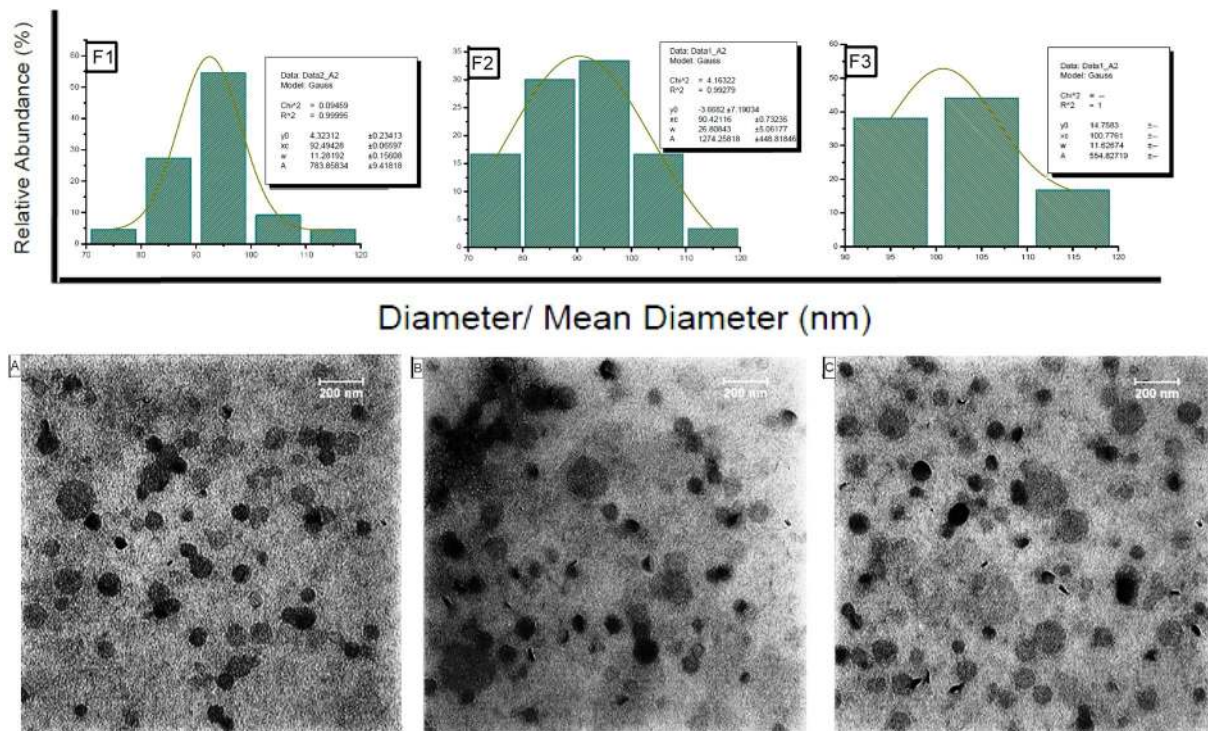 Relative Abundance (%)
F1
60
50
40
30
20
10
0
70 80 90 100 110 120
Data: Data2_A2
Model: Gauss
Chi^2 = 0.09459
R^2 = 0.99995
y0 4.32312 ±0.23413
xc 92.49428 ±0.06597
w 11.28192 ±0.15608
A 783.65834 ±9.41818
F2
35
30
25
20
15
10
5
0
70 80 90 100 110 120
Data: Data1_A2
Model: Gauss
Chi^2 = 4.16322
R^2 = 0.99279
y0 -3.6682 ±7.19034
xc 90.42116 ±0.73235
w 26.80843 ±5.06177
A 1274.25818 ±448.81846
F3
60
50
40
30
20
10
0
90 95 100 105 110 115 120
Data: Data1_A2
Model: Gauss
Chi^2 = --
R^2 = 1
y0 14.7583 ±--
xc 100.7761 ±--
w 11.62674 ±--
A 554.82719 ±--
Diameter/ Mean Diameter (nm)
A
200 nm
B
200 nm
C
200 nm